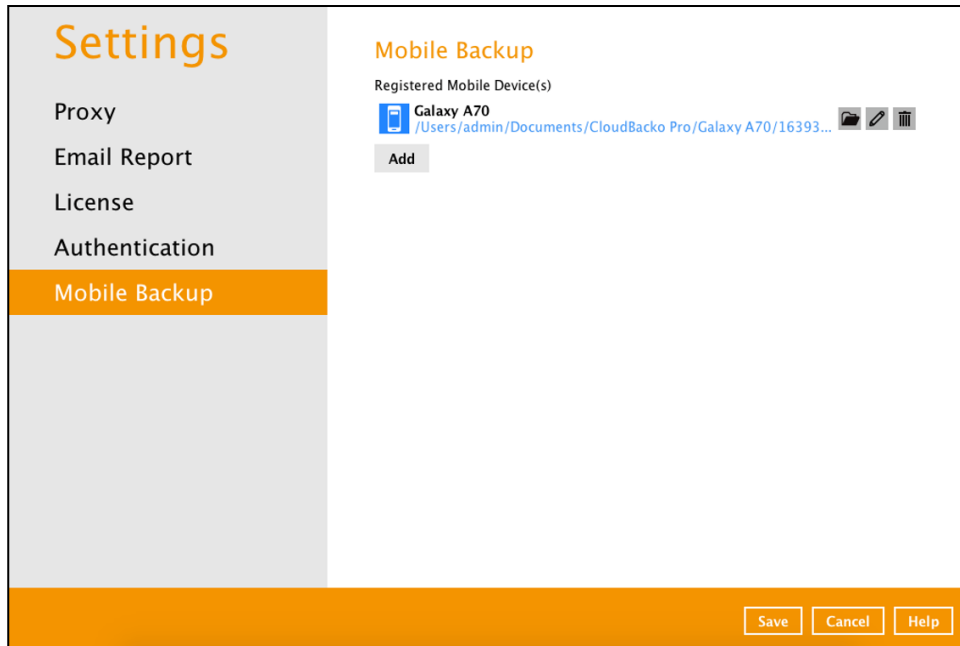 Settings
Proxy
Email Report
License
Authentication
Mobile Backup
Mobile Backup
Registered Mobile Device(s)
Galaxy A70
/Users/admin/Documents/CloudBacko Pro/Galaxy A70/16393...
Add
Save Cancel Help